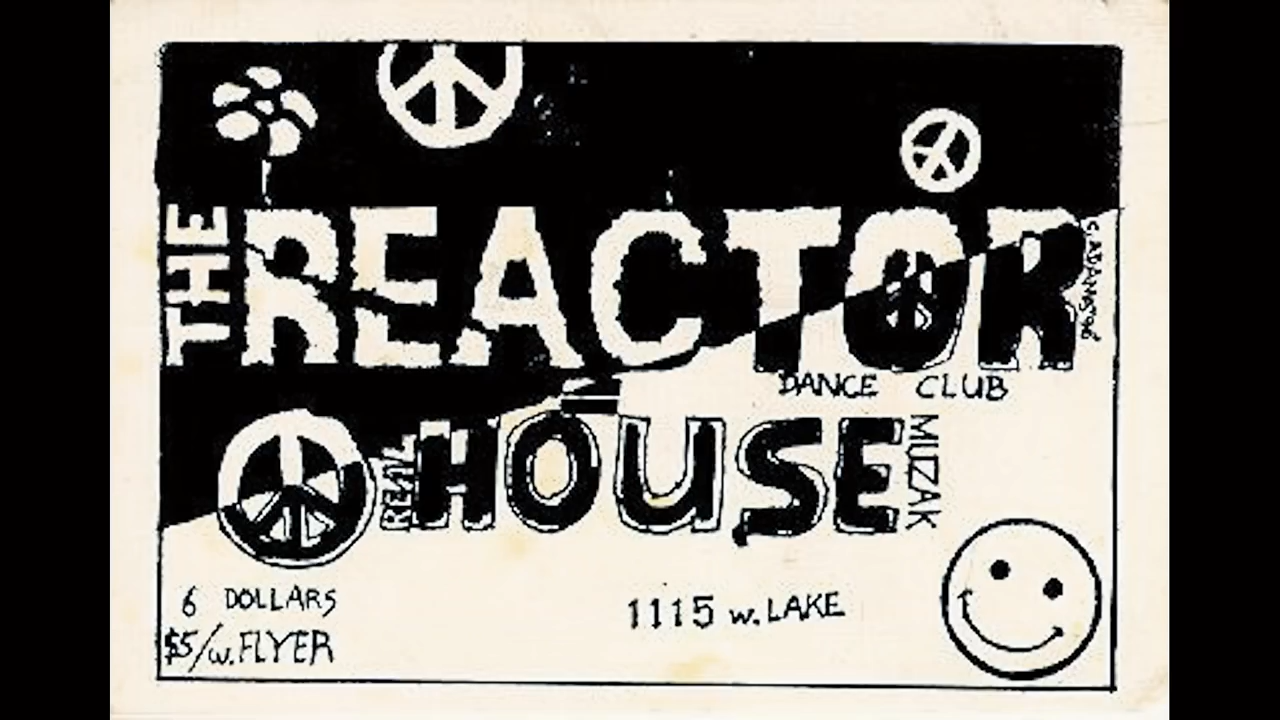 THE REACTOR
DANCE CLUB
REAL HOUSE MUZAK
6 DOLLARS
$5/w.FLYER
1115 w. LAKE